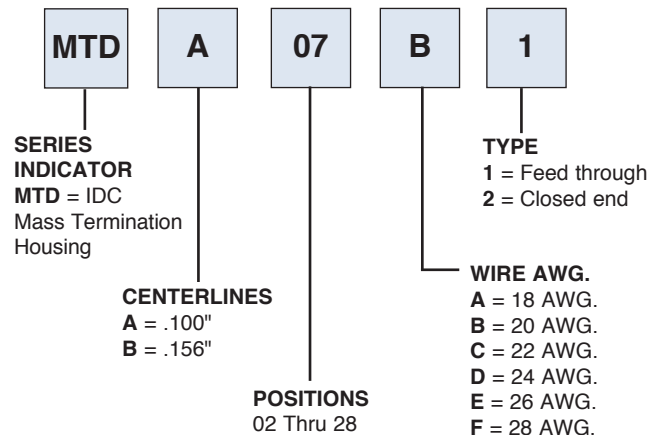 MTD A 07 B 1
SERIES
INDICATOR
MTD = IDC
Mass Termination
Housing
CENTERLINES
A = .100"
B = .156"
POSITIONS
02 Thru 28
TYPE
1 = Feed through
2 = Closed end
WIRE AWG.
A = 18 AWG.
B = 20 AWG.
C = 22 AWG.
D = 24 AWG.
E = 26 AWG.
F = 28 AWG.